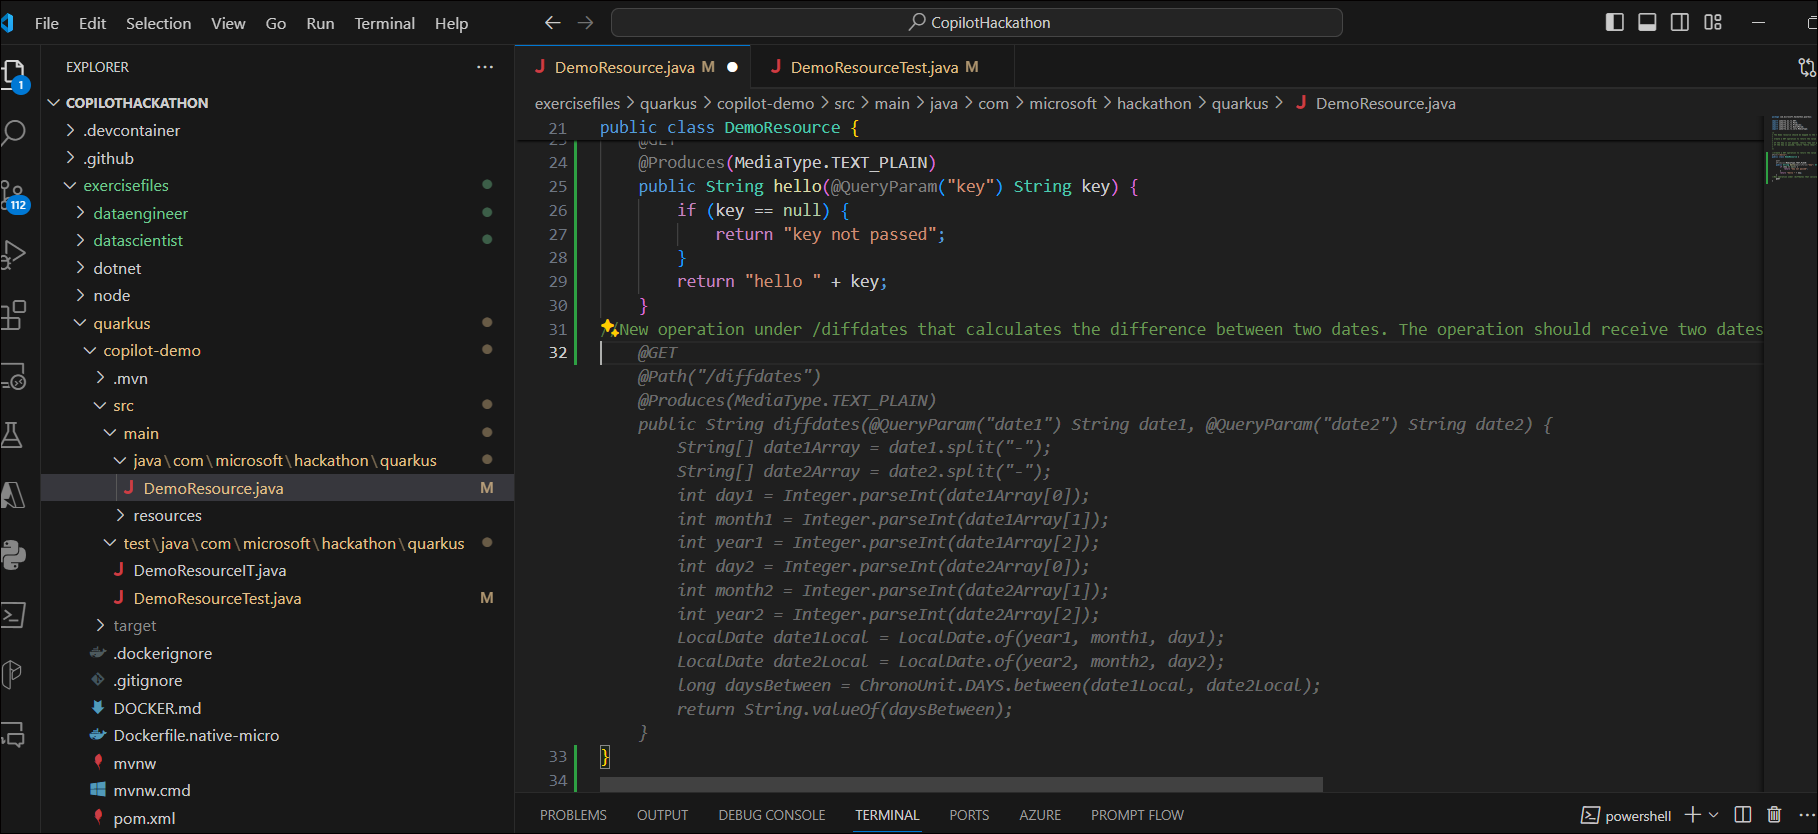 File Edit Selection View Go Run Terminal Help
CopilotHackathon
EXPLORER
DemoResource.java M
DemoResourceTest.java M
COPILOTHACKATHON
exercisefiles > quarkus > copilot-demo > src > main > java > com > microsoft > hackathon > quarkus > DemoResource.java
1
.devcontainer
.github
exercisefiles
112
dataengineer
datascientist
dotnet
node
quarkus
copilot-demo
.mvn
src
main
java\com\microsoft\hackathon\quarkus
DemoResource.java M
resources
test\java\com\microsoft\hackathon\quarkus
DemoResourceIT.java
DemoResourceTest.java M
target
.dockerignore
.gitignore
DOCKER.md
Dockerfile.native-micro
mvnw
mvnw.cmd
pom.xml
21 public class DemoResource {
23 @GET
24 @Produces(MediaType.TEXT_PLAIN)
25 public String hello(@QueryParam("key") String key) {
26 if (key == null) {
27 return "key not passed";
28 }
29 return "hello " + key;
30 }
31 /New operation under /diffdates that calculates the difference between two dates. The operation should receive two dates
32 @GET
@Path("/diffdates")
@Produces(MediaType.TEXT_PLAIN)
public String diffdates(@QueryParam("date1") String date1, @QueryParam("date2") String date2) {
String[] date1Array = date1.split("-");
String[] date2Array = date2.split("-");
int day1 = Integer.parseInt(date1Array[0]);
int month1 = Integer.parseInt(date1Array[1]);
int year1 = Integer.parseInt(date1Array[2]);
int day2 = Integer.parseInt(date2Array[0]);
int month2 = Integer.parseInt(date2Array[1]);
int year2 = Integer.parseInt(date2Array[2]);
LocalDate date1Local = LocalDate.of(year1, month1, day1);
LocalDate date2Local = LocalDate.of(year2, month2, day2);
long daysBetween = ChronoUnit.DAYS.between(date1Local, date2Local);
return String.valueOf(daysBetween);
}
33 }
34
PROBLEMS OUTPUT DEBUG CONSOLE TERMINAL PORTS AZURE PROMPT FLOW
powershell